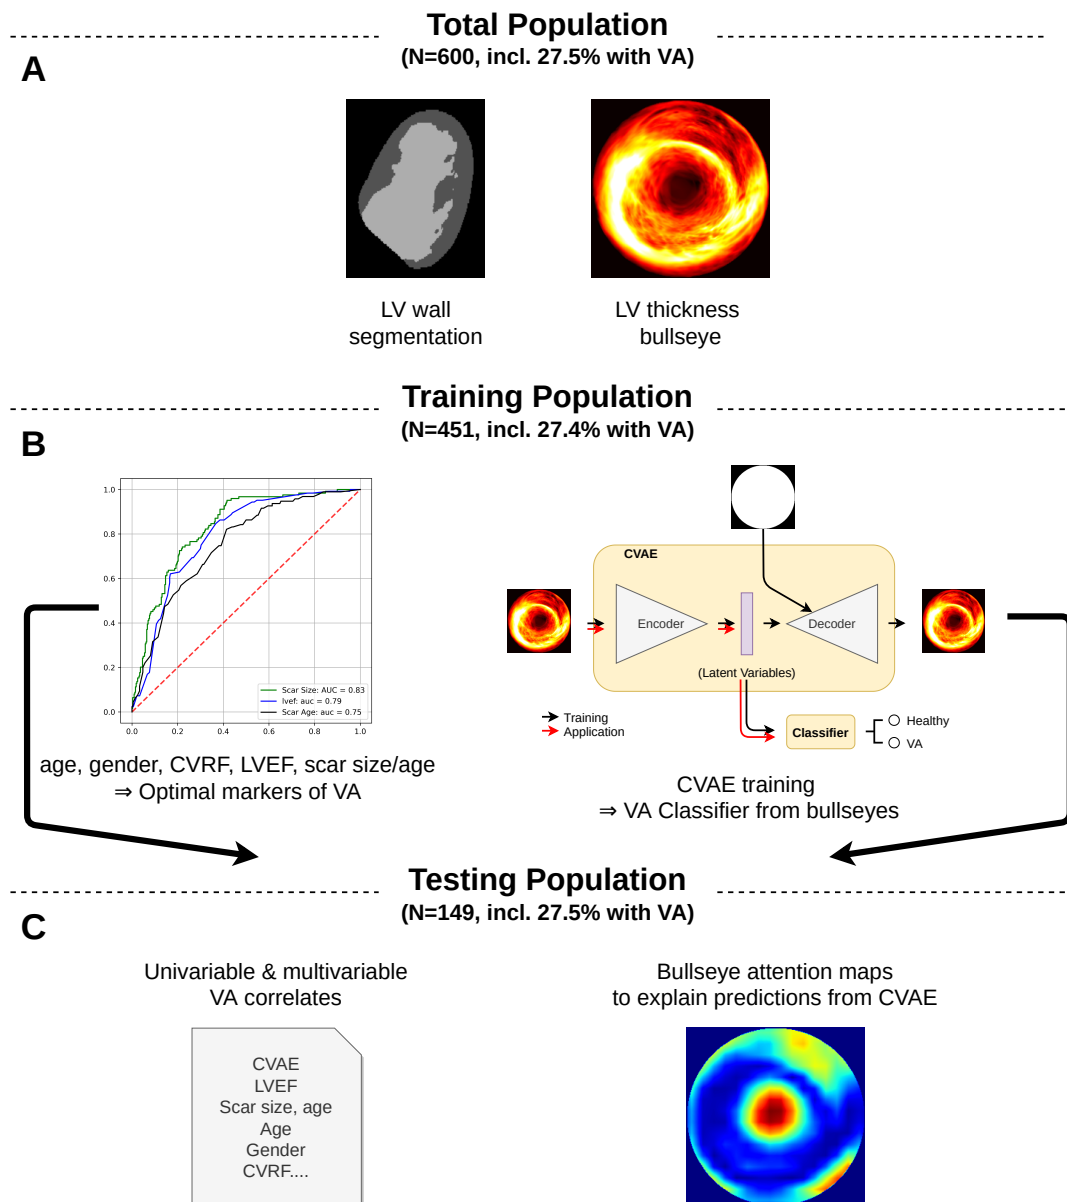 Total Population
(N=600, incl. 27.5% with VA)
A
LV wall
segmentation
LV thickness
bullseye
Training Population
(N=451, incl. 27.4% with VA)
B
1.0
0.8
0.6
0.4
0.2
0.0
0.0
0.2
0.4
0.6
0.8
1.0
Scar Size: AUC = 0.83
lvef: auc = 0.79
Scar Age: auc = 0.75
age, gender, CVRF, LVEF, scar size/age
⇒ Optimal markers of VA
CVAE
Encoder
Decoder
(Latent Variables)
Training
Application
Classifier
Healthy
VA
CVAE training
⇒ VA Classifier from bullseyes
Testing Population
(N=149, incl. 27.5% with VA)
C
Univariable & multivariable
VA correlates
CVAE
LVEF
Scar size, age
Age
Gender
CVRF....
Bullseye attention maps
to explain predictions from CVAE